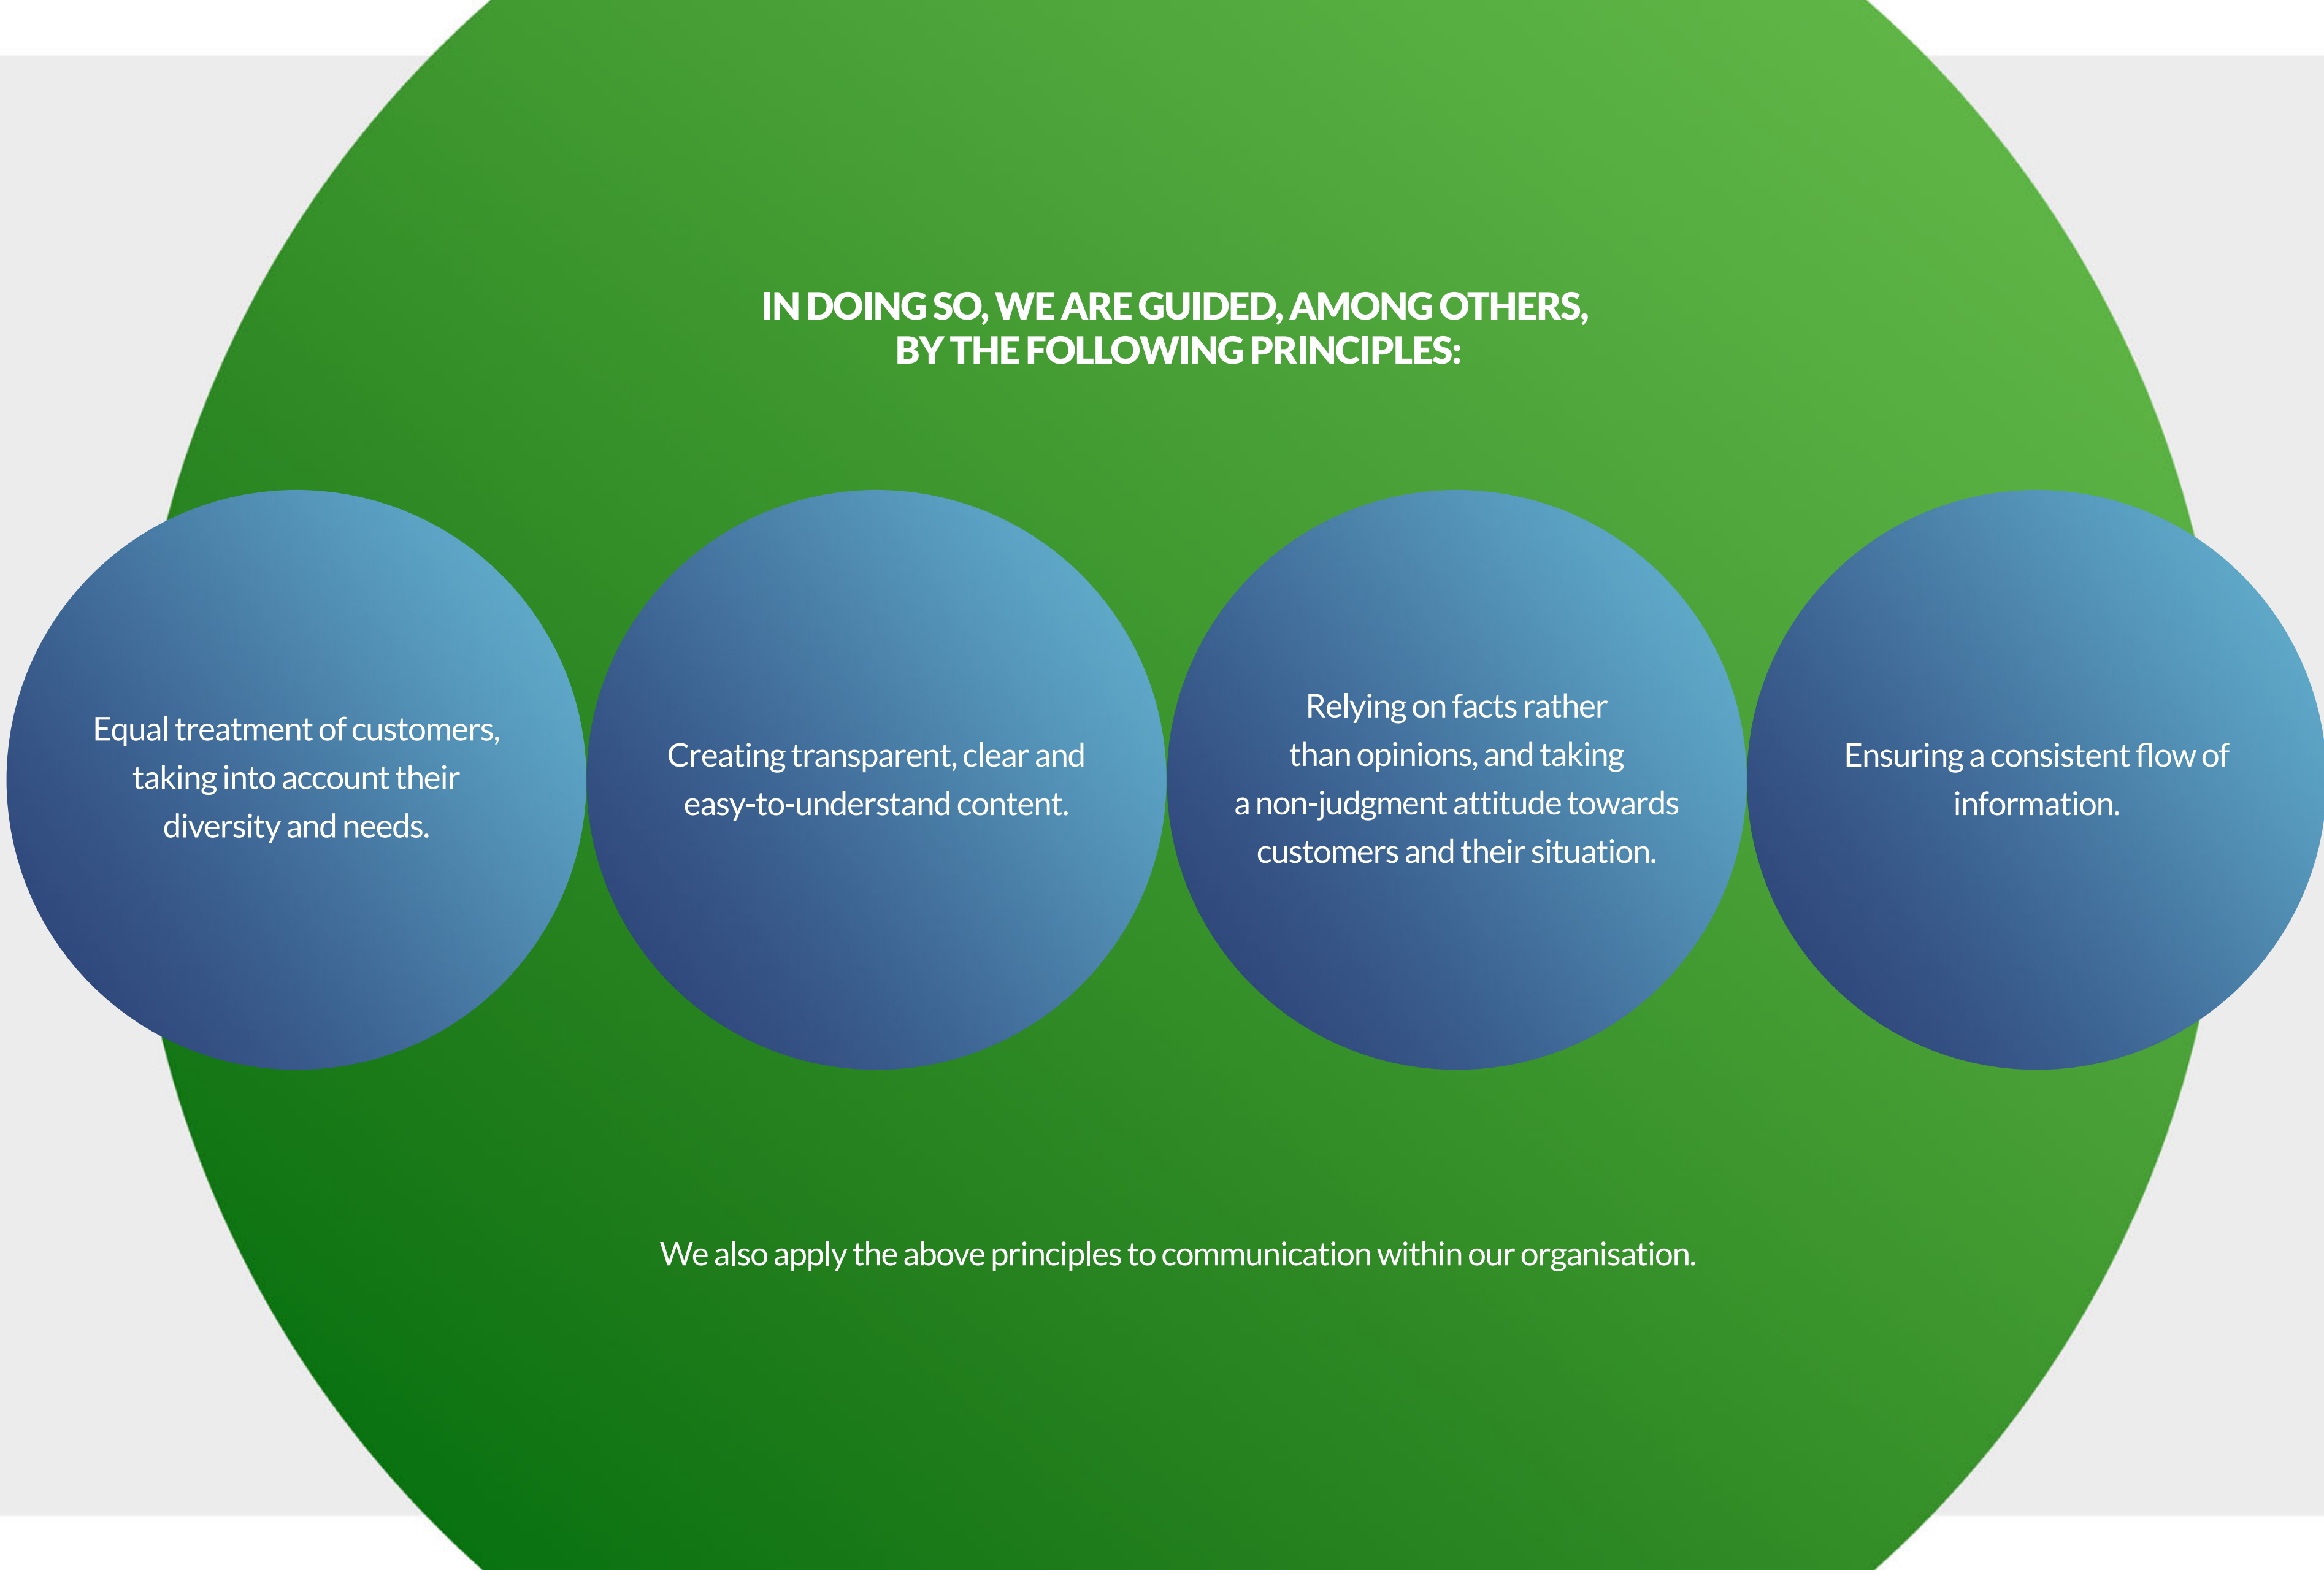 IN DOING SO, WE ARE GUIDED, AMONG OTHERS,
BY THE FOLLOWING PRINCIPLES:
Equal treatment of customers,
taking into account their
diversity and needs.
Creating transparent, clear and
easy-to-understand content.
Relying on facts rather
than opinions, and taking
a non-judgment attitude towards
customers and their situation.
Ensuring a consistent flow of
information.
We also apply the above principles to communication within our organisation.